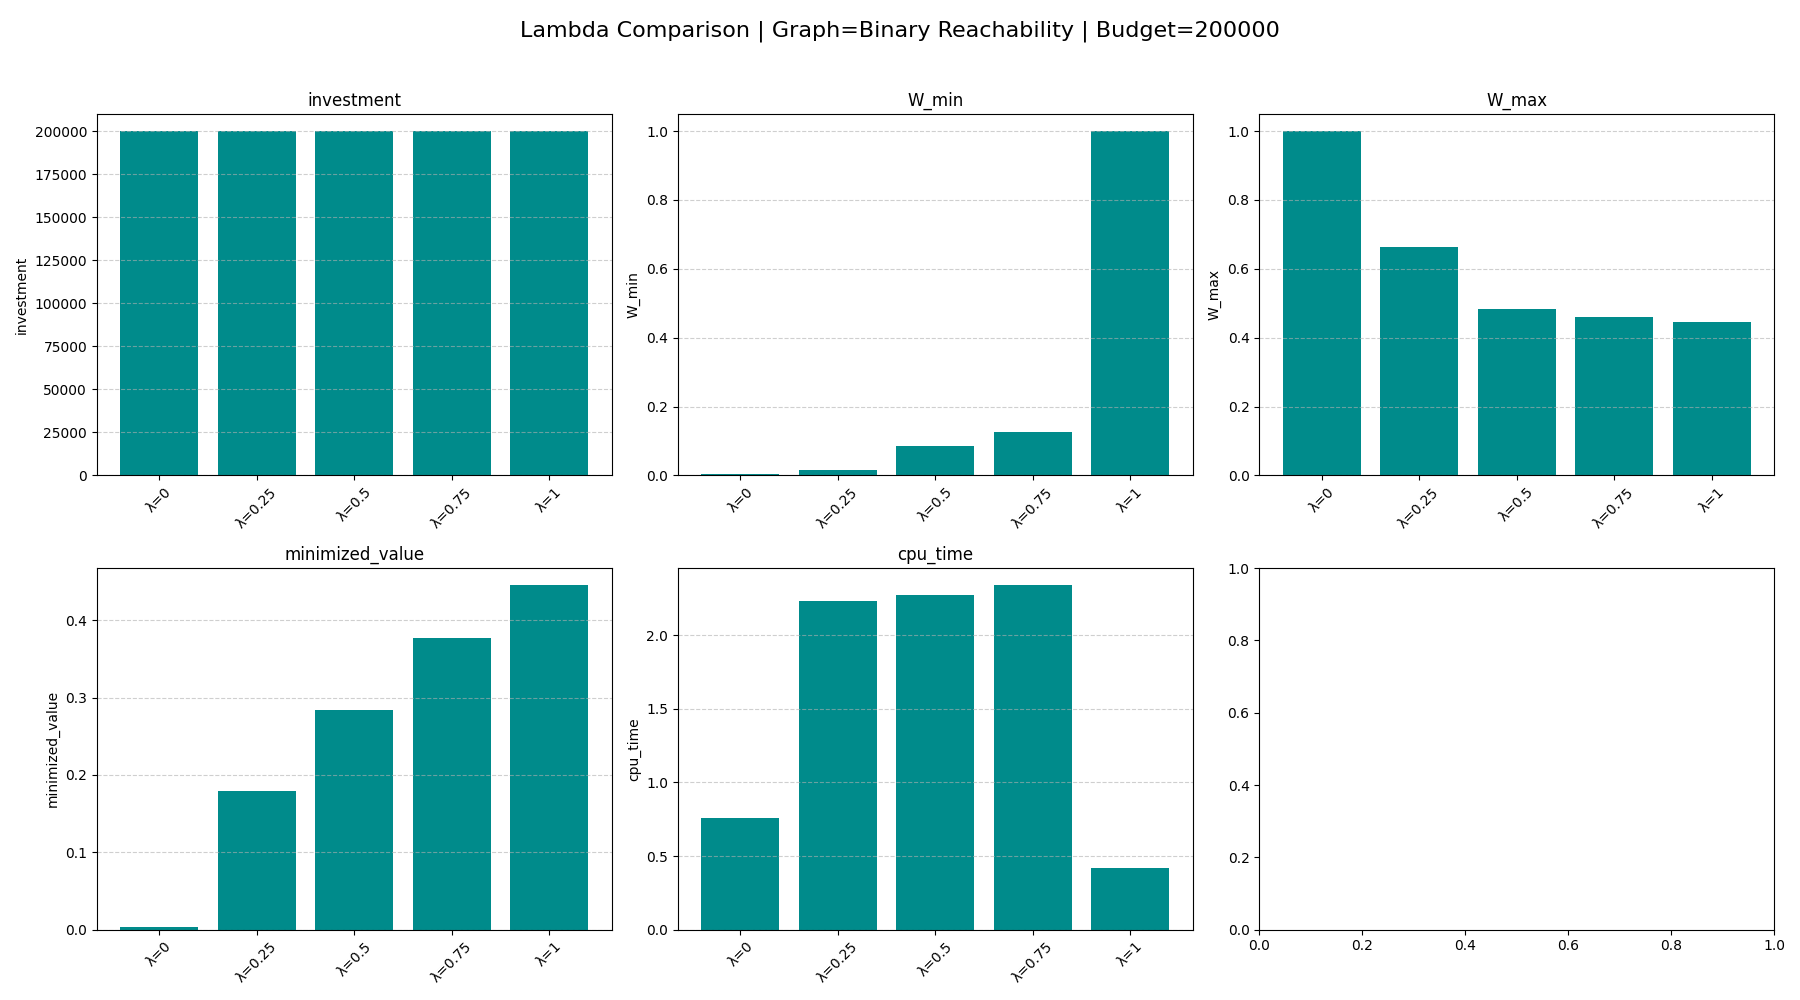 Lambda Comparison | Graph=Binary Reachability | Budget=200000
investment
investment
200000
175000
150000
125000
100000
75000
50000
25000
0
λ=0
λ=0.25
λ=0.5
λ=0.75
λ=1
W_min
W_min
1.0
0.8
0.6
0.4
0.2
0.0
λ=0
λ=0.25
λ=0.5
λ=0.75
λ=1
W_max
W_max
1.0
0.8
0.6
0.4
0.2
0.0
λ=0
λ=0.25
λ=0.5
λ=0.75
λ=1
minimized_value
minimized_value
0.4
0.3
0.2
0.1
0.0
λ=0
λ=0.25
λ=0.5
λ=0.75
λ=1
cpu_time
cpu_time
2.0
1.5
1.0
0.5
0.0
λ=0
λ=0.25
λ=0.5
λ=0.75
λ=1
1.0
0.8
0.6
0.4
0.2
0.0
0.0 0.2 0.4 0.6 0.8 1.0